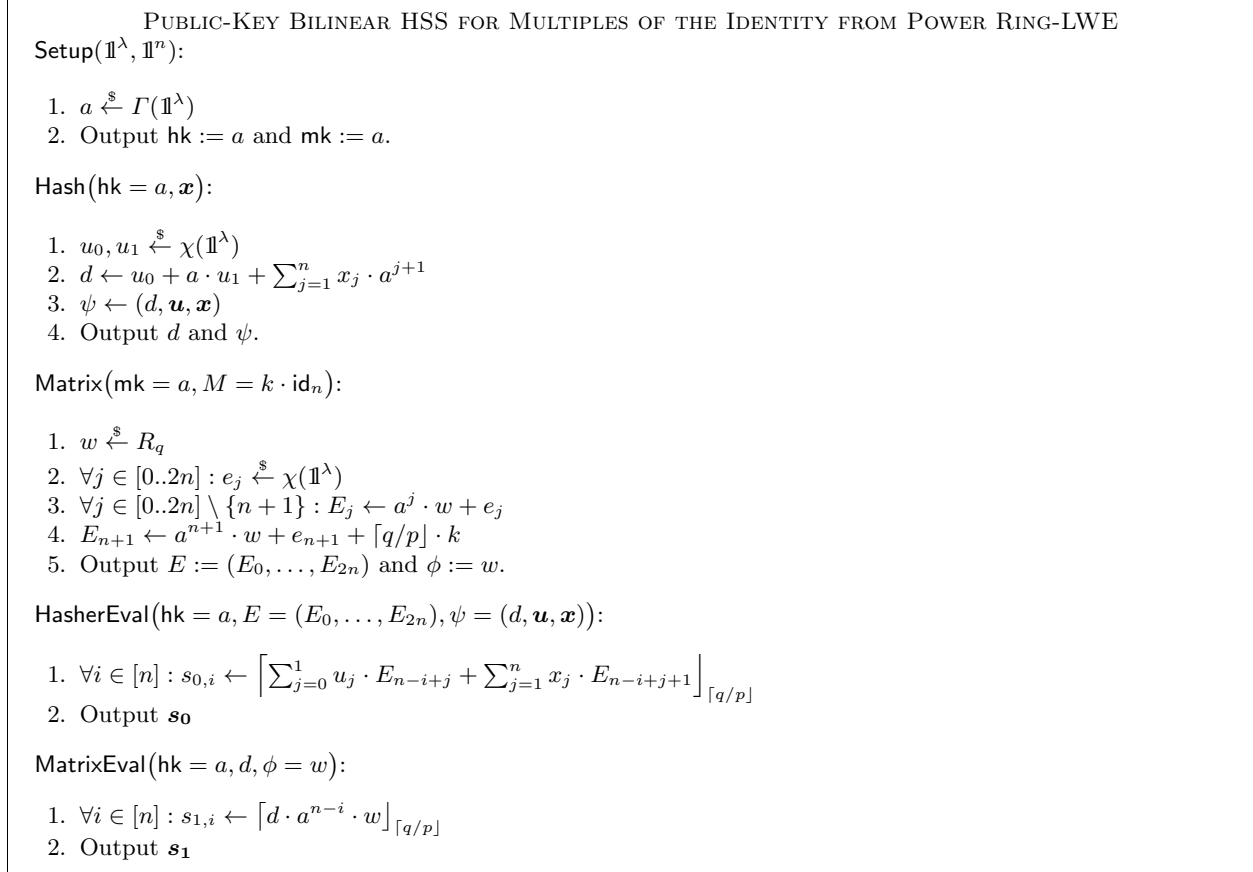 PUBLIC-KEY BILINEAR HSS FOR MULTIPLES OF THE IDENTITY FROM POWER RING-LWE
Setup(𝟙^λ, 𝟙^n):
1. a ←$ Γ(𝟙^λ)
2. Output hk := a and mk := a.
Hash(hk = a, x):
1. u_0, u_1 ←$ χ(𝟙^λ)
2. d ← u_0 + a · u_1 + ∑_{j=1}^{n} x_j · a^{j+1}
3. ψ ← (d, u, x)
4. Output d and ψ.
Matrix(mk = a, M = k · id_n):
1. w ←$ R_q
2. ∀j ∈ [0..2n] : e_j ←$ χ(𝟙^λ)
3. ∀j ∈ [0..2n] \ {n + 1} : E_j ← a^j · w + e_j
4. E_{n+1} ← a^{n+1} · w + e_{n+1} + ⌈q/p⌋ · k
5. Output E := (E_0, . . . , E_{2n}) and ϕ := w.
HasherEval(hk = a, E = (E_0, . . . , E_{2n}), ψ = (d, u, x)):
1. ∀i ∈ [n] : s_{0,i} ← ⌈∑_{j=0}^{1} u_j · E_{n−i+j} + ∑_{j=1}^{n} x_j · E_{n−i+j+1}⌋_{⌈q/p⌋}
2. Output s_0
MatrixEval(hk = a, d, ϕ = w):
1. ∀i ∈ [n] : s_{1,i} ← ⌈d · a^{n−i} · w⌋_{⌈q/p⌋}
2. Output s_1